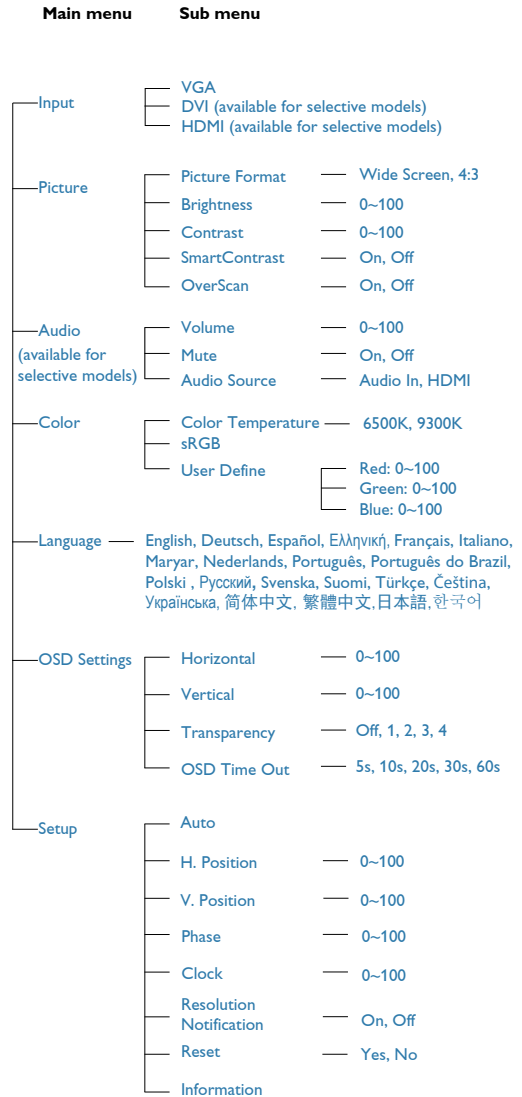 Main menu Sub menu
Input
VGA
DVI (available for selective models)
HDMI (available for selective models)
Picture
Picture Format Wide Screen, 4:3
Brightness 0~100
Contrast 0~100
SmartContrast On, Off
OverScan On, Off
Audio
(available for
selective models)
Volume 0~100
Mute On, Off
Audio Source Audio In, HDMI
Color
Color Temperature 6500K, 9300K
sRGB
User Define
Red: 0~100
Green: 0~100
Blue: 0~100
Language
English, Deutsch, Español, Ελληνική, Français, Italiano,
Maryar, Nederlands, Português, Português do Brazil,
Polski , Русский, Svenska, Suomi, Türkçe, Čeština,
Українська, 简体中文, 繁體中文,日本語,한국어
OSD Settings
Horizontal 0~100
Vertical 0~100
Transparency Off, 1, 2, 3, 4
OSD Time Out 5s, 10s, 20s, 30s, 60s
Setup
Auto
H. Position 0~100
V. Position 0~100
Phase 0~100
Clock 0~100
Resolution
Notification On, Off
Reset Yes, No
Information